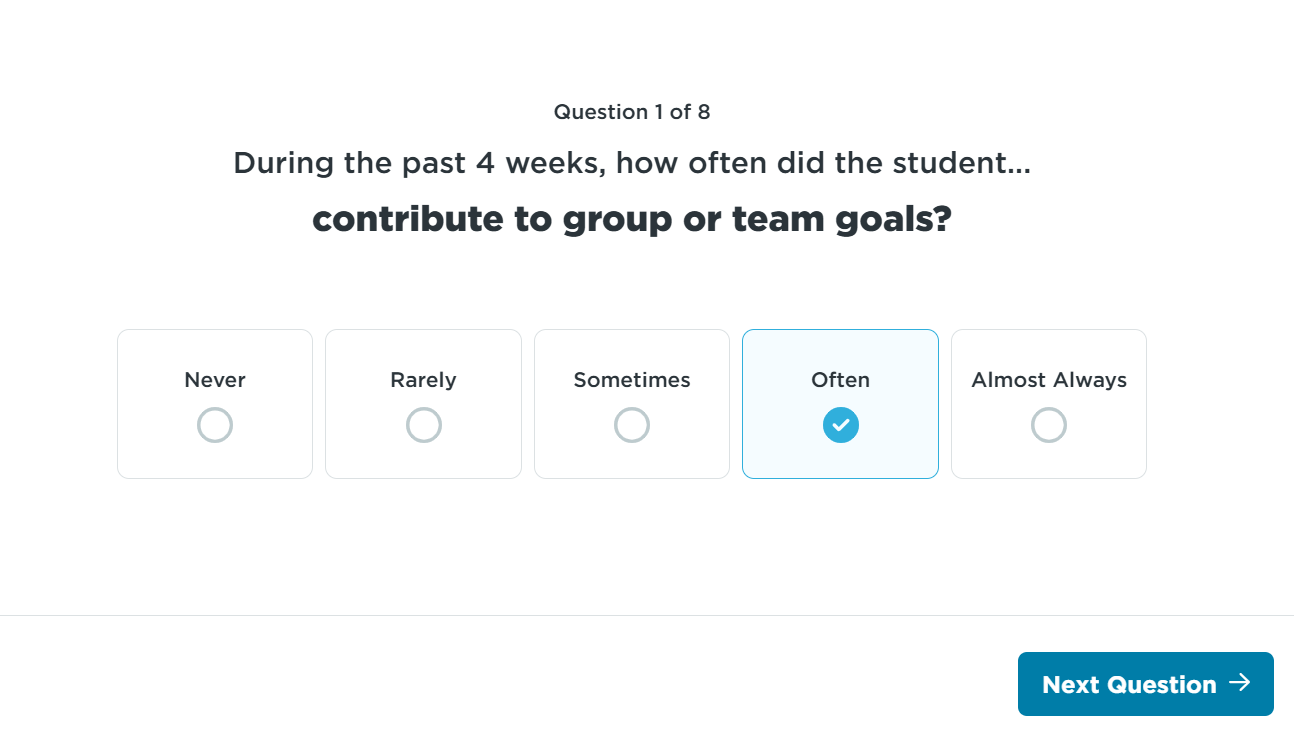 Question 1 of 8
During the past 4 weeks, how often did the student...
contribute to group or team goals?
Never
Rarely
Sometimes
Often
Almost Always
Next Question